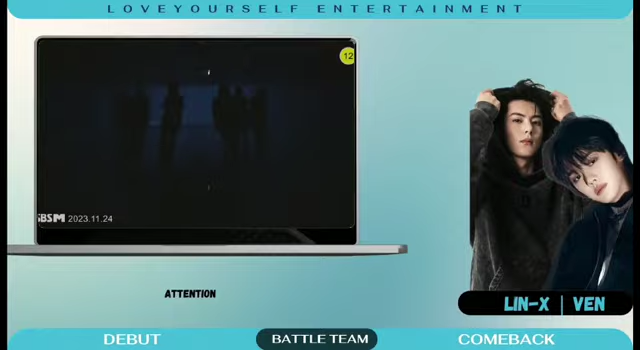 LOVEYOURSELF ENTERTAINMENT
12
iBSM 2023.11.24
ATTENTION
LIN-X | VEN
DEBUT
BATTLE TEAM
COMEBACK